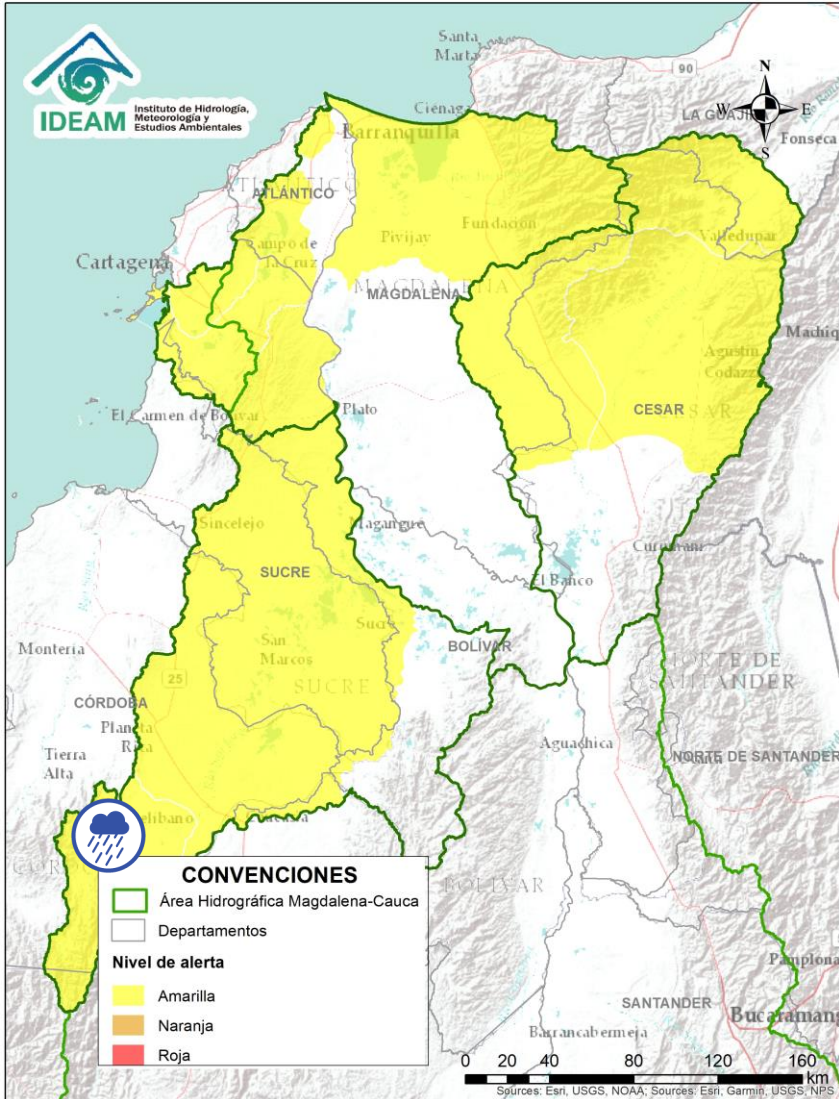 IDEAM
Instituto de Hidrología,
Meteorología y
Estudios Ambientales
Santa
Marta
90
N
W
E
S
Ciénaga
LA GUAJIR
Fonseca
Barranquilla
ATLÁNTICO
Campo de
la Cruz
Pivijay
Fundación
Valledupar
Cartagena
MAGDALENA
MAGDALENA
Agustín
Codazzi
CESAR
El Carmen de Bolívar
Plato
Sincelejo
Magangué
Curumaní
SUCRE
El Banco
Sucre
San
Marcos
BOLÍVAR
Montería
SUCRE
NORTE DE
SANTANDER
25
CÓRDOBA
Planeta
Rica
Aguachica
Tierra
Alta
NORTE DE SANTANDER
BOLÍVAR
Pamplona
SANTANDER
Bucaramang
Barrancabermeja
CONVENCIONES
Área Hidrográfica Magdalena-Cauca
Departamentos
Nivel de alerta
Amarilla
Naranja
Roja
0 20 40 80 120 160
km
Sources: Esri, USGS, NOAA; Sources: Esri, Garmin, USGS, NPS